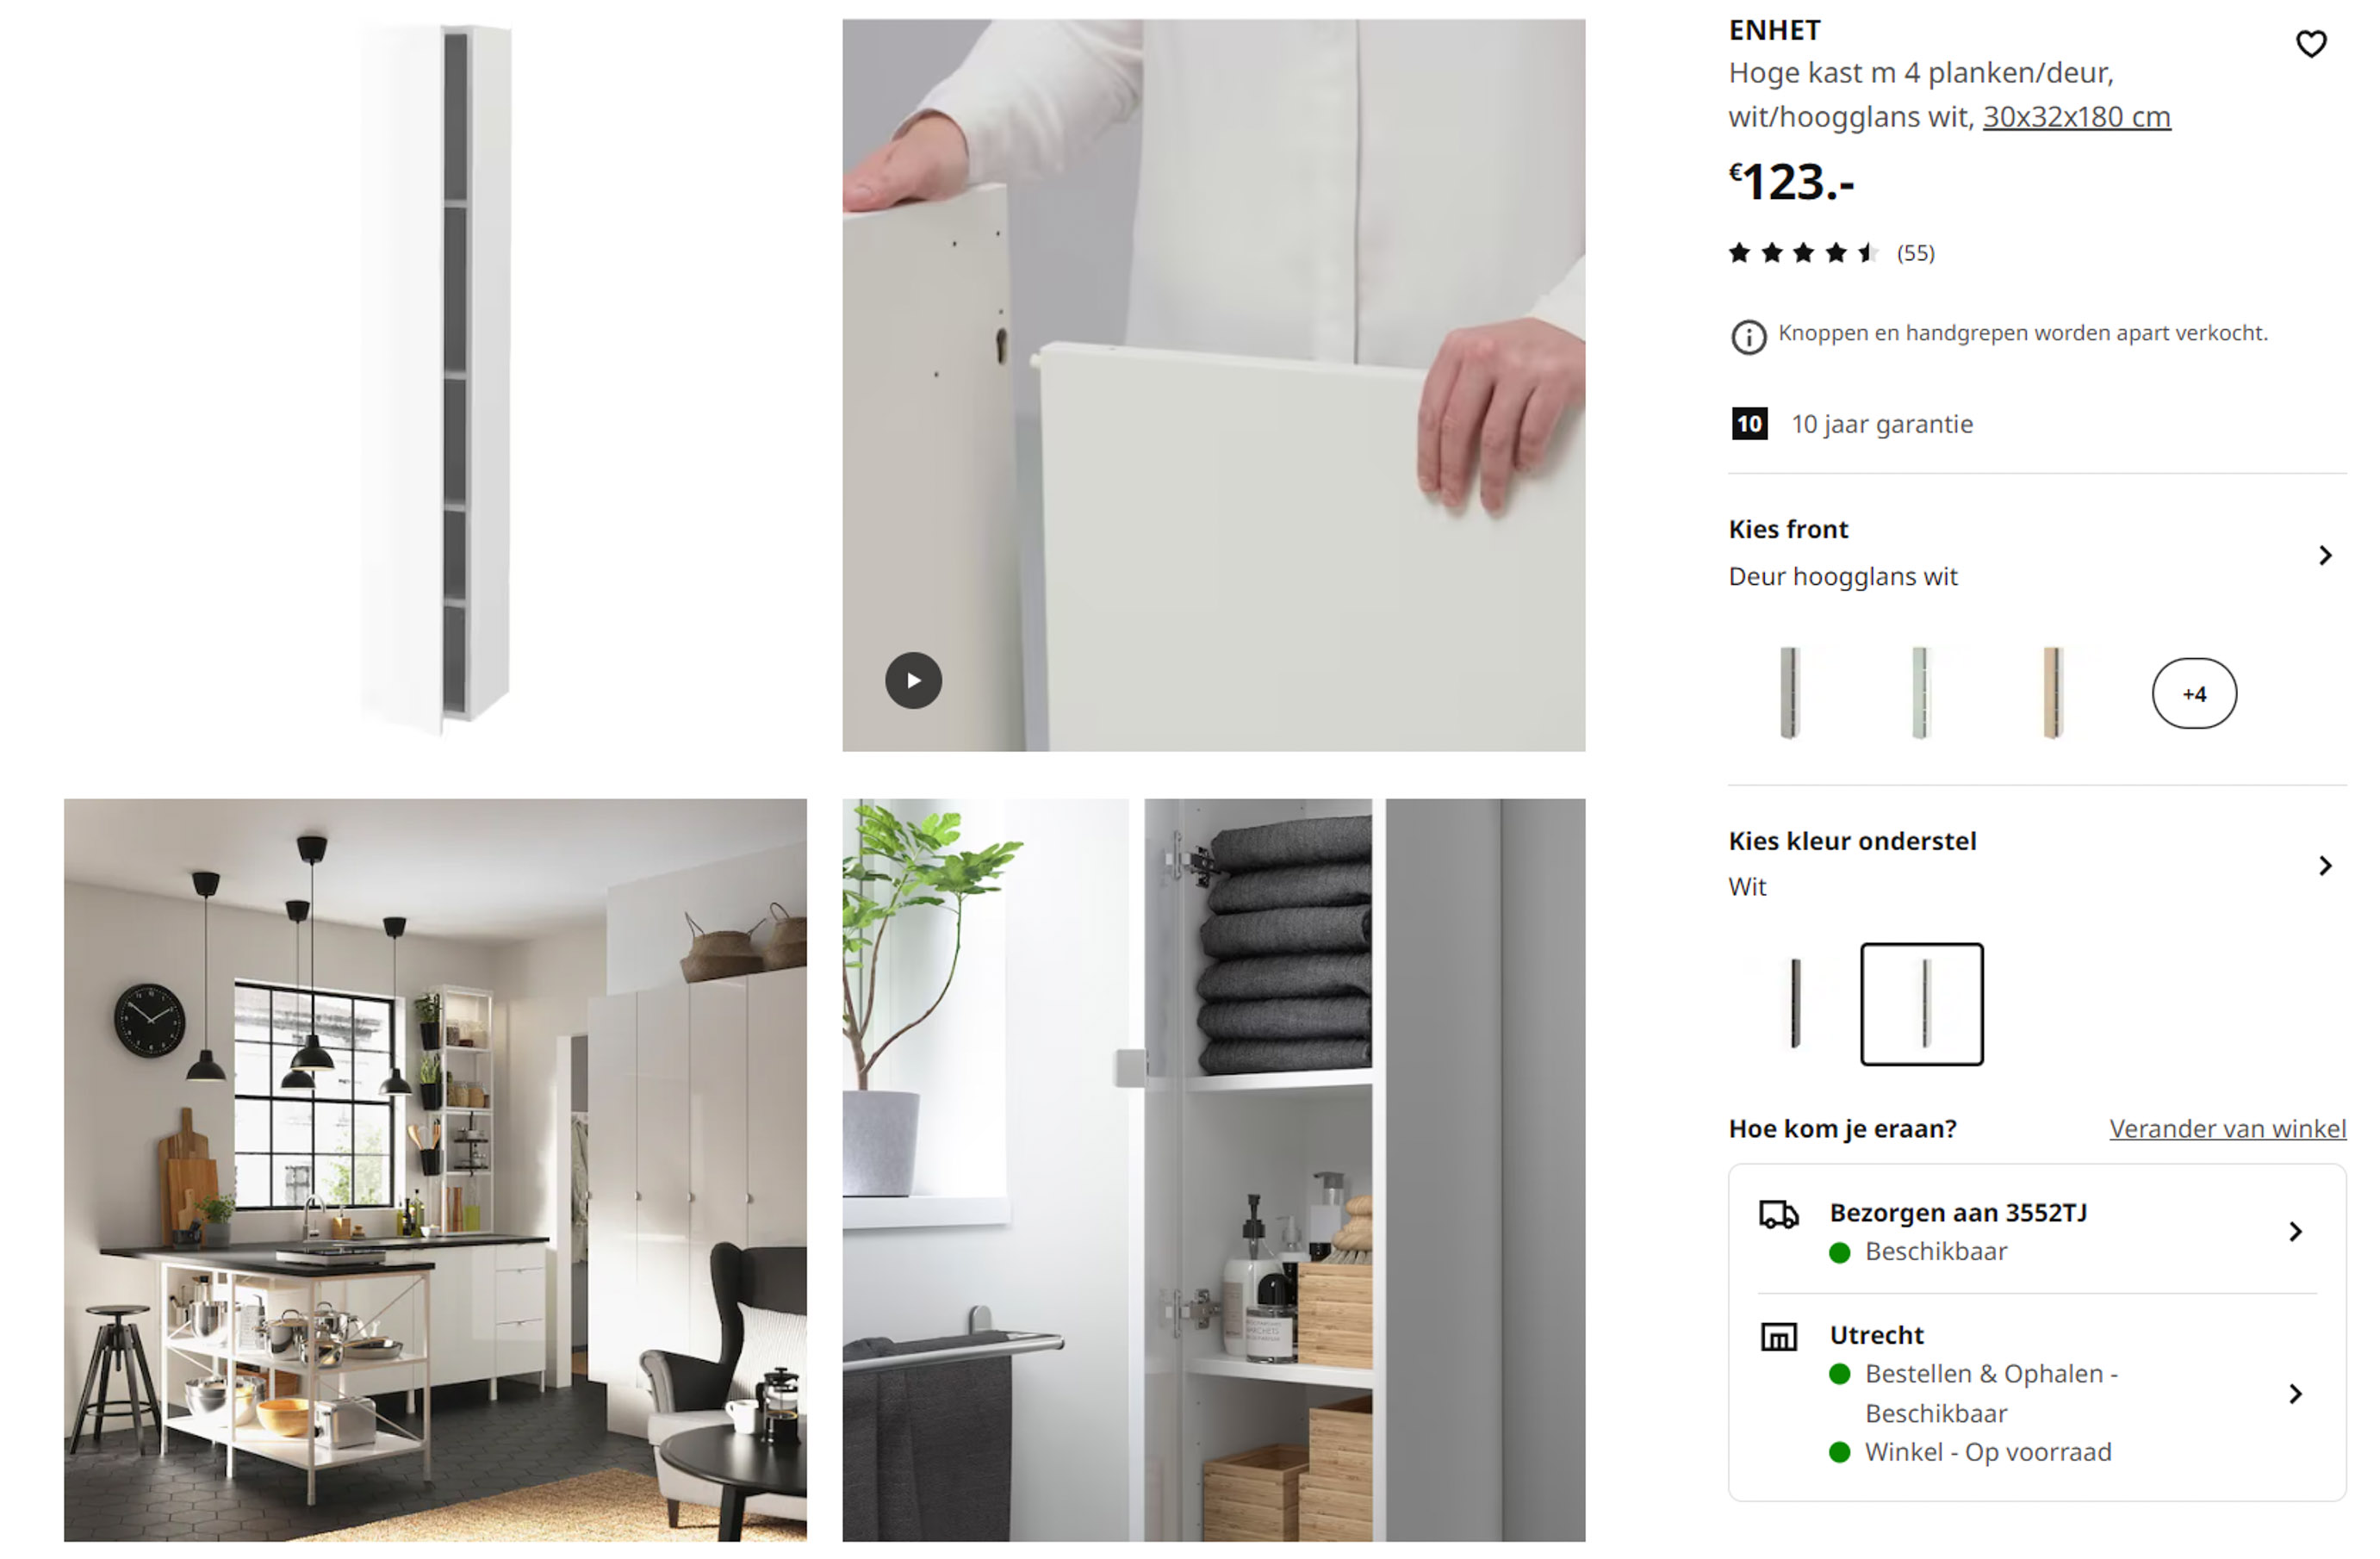 ENHET
Hoge kast m 4 planken/deur,
wit/hoogglans wit, 30x32x180 cm
€123.-
(55)
Knoppen en handgrepen worden apart verkocht.
10 10 jaar garantie
Kies front
Deur hoogglans wit
+4
Kies kleur onderstel
Wit
Hoe kom je eraan? Verander van winkel
Bezorgen aan 3552TJ
Beschikbaar
Utrecht
Bestellen & Ophalen -
Beschikbaar
Winkel - Op voorraad